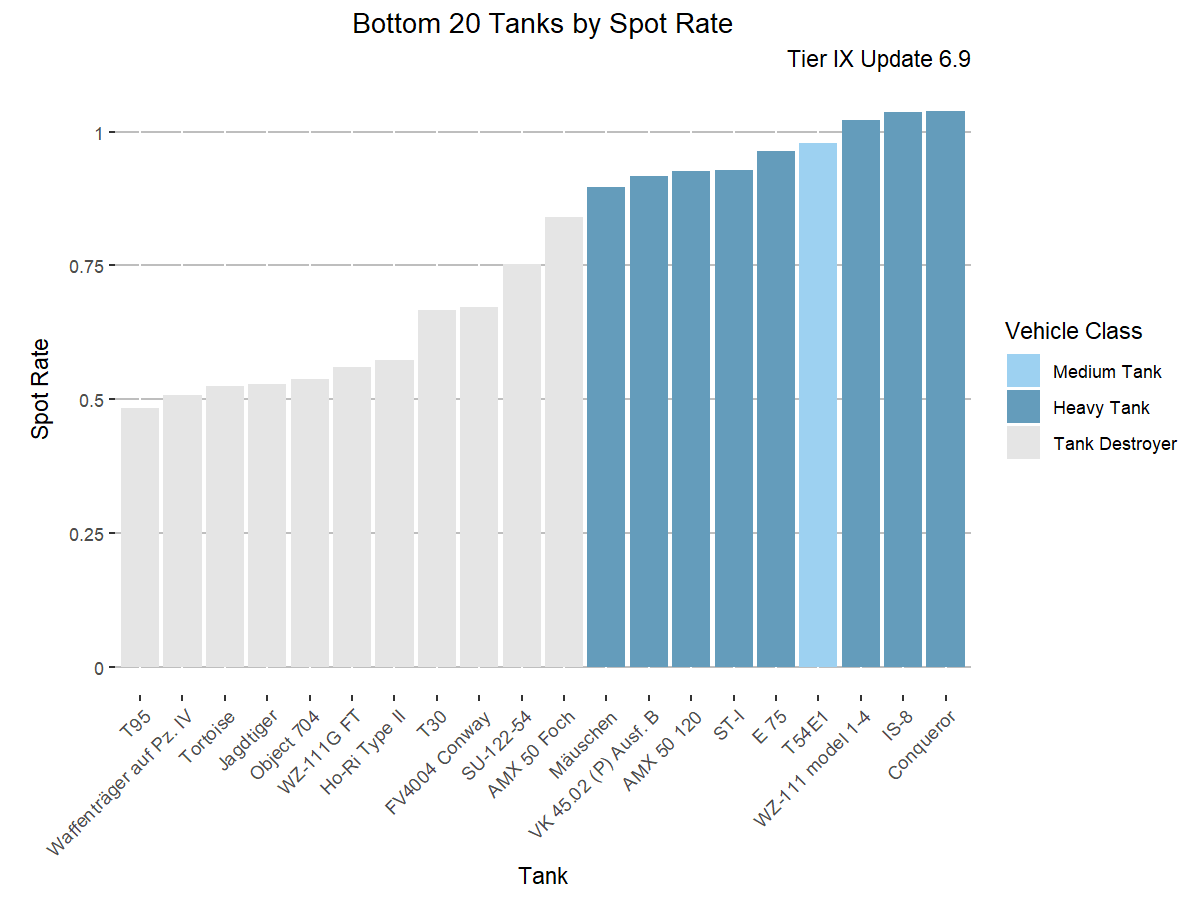 Bottom 20 Tanks by Spot Rate
Tier IX Update 6.9
1
0.75
0.5
0.25
0
Spot Rate
T95
Waffenträger auf Pz. IV
Tortoise
Jagdtiger
Object 704
WZ-111G FT
Ho-Ri Type II
T30
FV4004 Conway
SU-122-54
AMX 50 Foch
Mäuschen
VK 45.02 (P) Ausf. B
AMX 50 120
ST-I
E 75
T54E1
WZ-111 model 1-4
IS-8
Conqueror
Tank
Vehicle Class
Medium Tank
Heavy Tank
Tank Destroyer